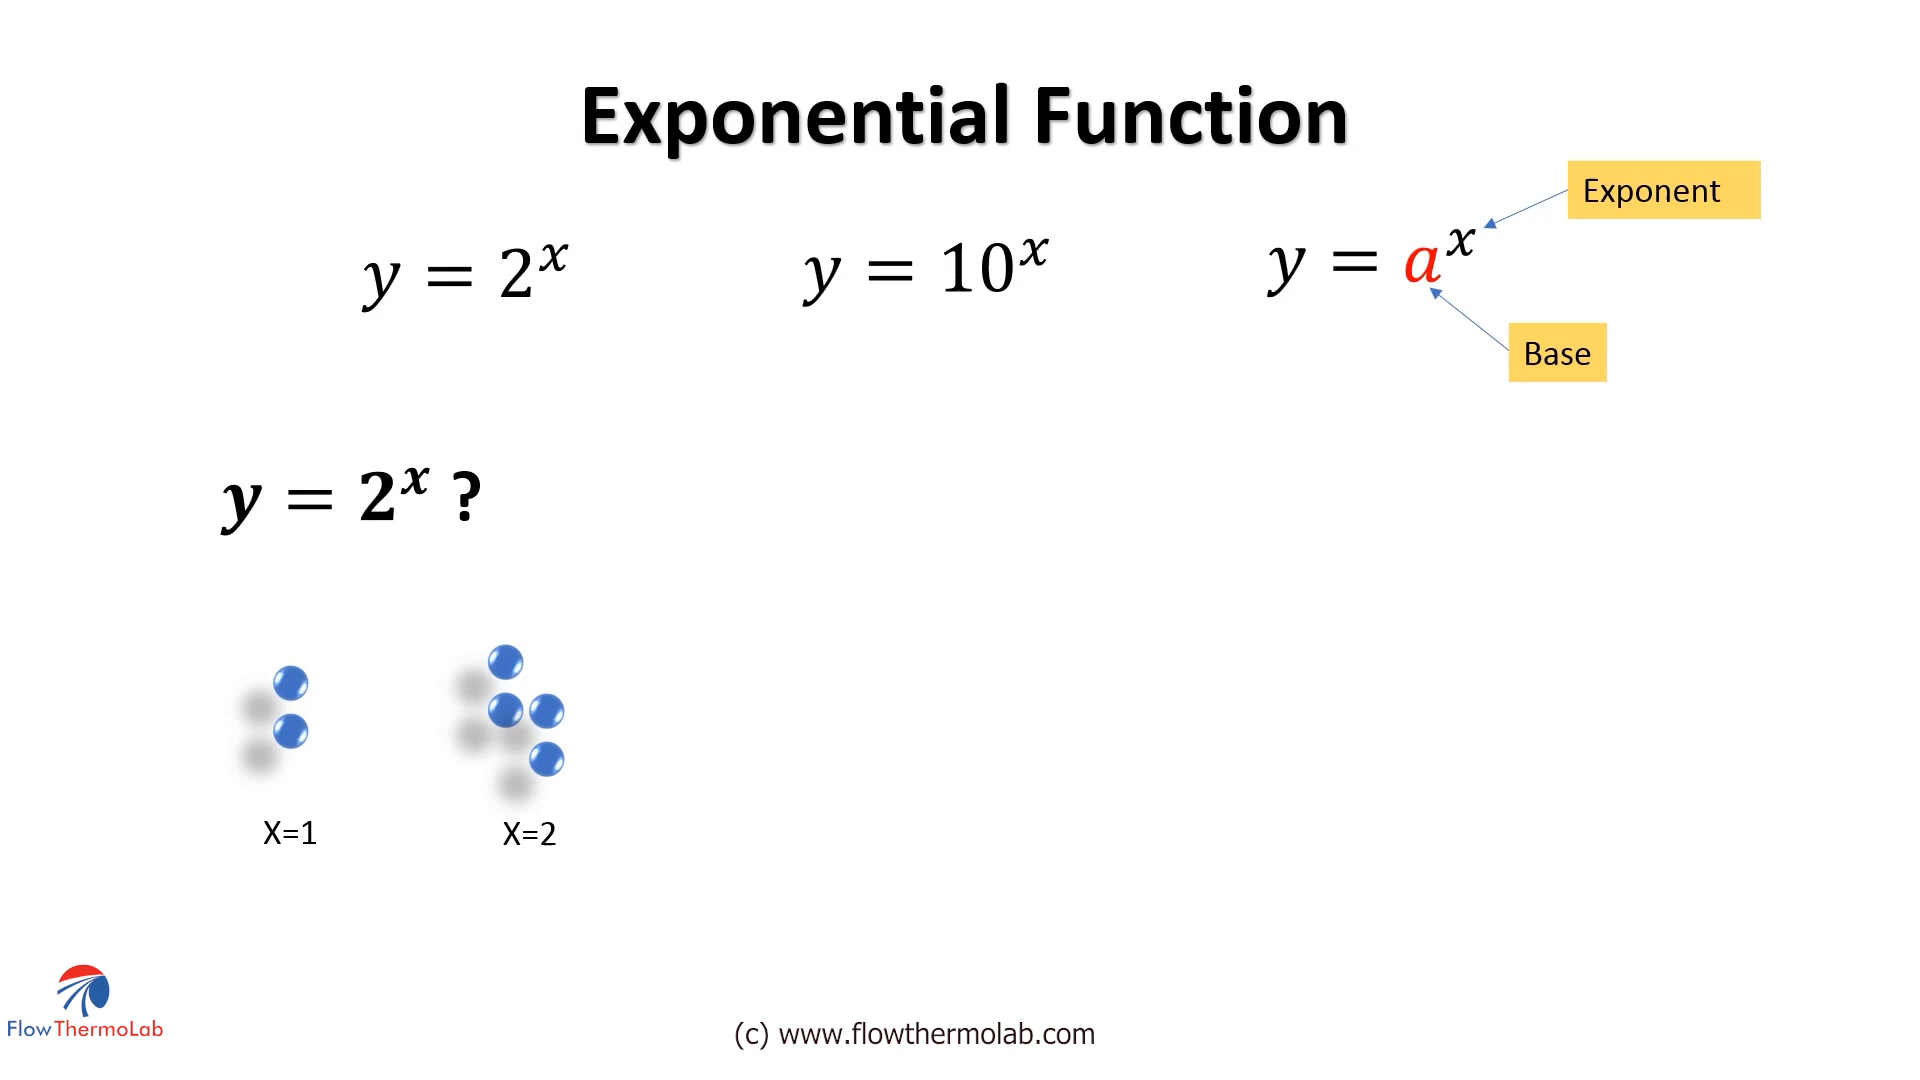 Exponential Function
Exponent
y = 2^x
y = 10^x
y = a^x
Base
y = 2^x ?
X=1
X=2
FlowThermoLab
(c) www.flowthermolab.com